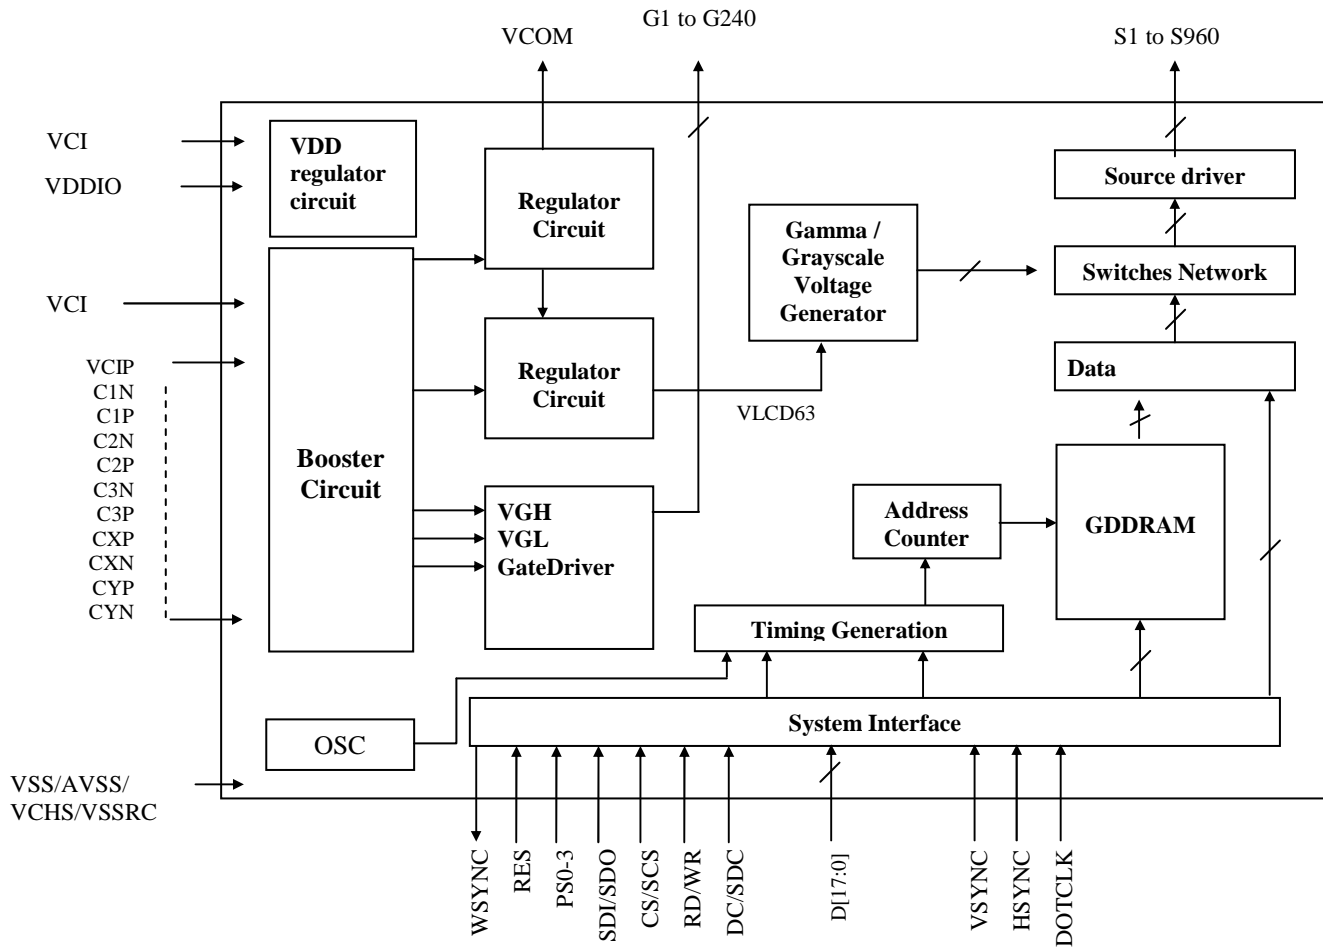 G1 to G240
VCOM
S1 to S960
VCI
VDDIO
VDD
regulator
circuit
Regulator
Circuit
Source driver
Gamma /
Grayscale
Voltage
Generator
Switches Network
VCI
VCIP
C1N
C1P
C2N
C2P
C3N
C3P
CXP
CXN
CYP
CYN
Regulator
Circuit
Data
VLCD63
Booster
Circuit
VGH
VGL
GateDriver
Address
Counter
GDDRAM
Timing Generation
System Interface
OSC
VSS/AVSS/
VCHS/VSSRC
WSYNC
RES
PS0-3
SDI/SDO
CS/SCS
RD/WR
DC/SDC
D[17:0]
VSYNC
HSYNC
DOTCLK